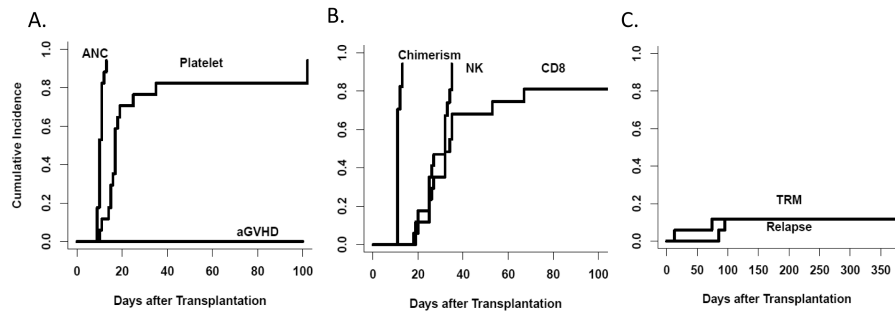 A.
Cumulative Incidence
1.0
0.8
0.6
0.4
0.2
0.0
ANC
Platelet
aGVHD
0 20 40 60 80 100
Days after Transplantation
B.
1.0
0.8
0.6
0.4
0.2
0.0
Chimerism
NK
CD8
0 20 40 60 80 100
Days after Transplantation
C.
1.0
0.8
0.6
0.4
0.2
0.0
TRM
Relapse
0 50 100 150 200 250 300 350
Days after Transplantation